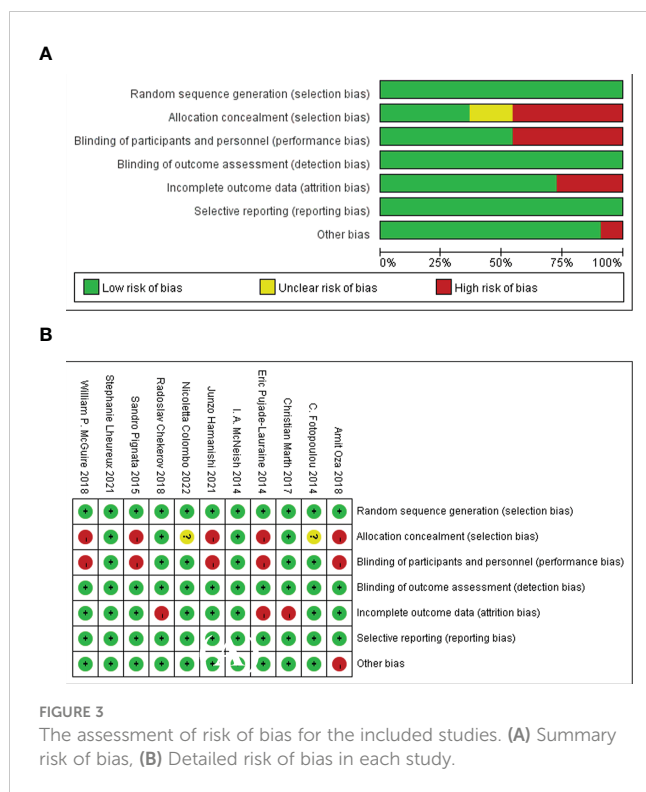 A
Random sequence generation (selection bias)
Allocation concealment (selection bias)
Blinding of participants and personnel (performance bias)
Blinding of outcome assessment (detection bias)
Incomplete outcome data (attrition bias)
Selective reporting (reporting bias)
Other bias
0% 25% 50% 75% 100%
Low risk of bias Unclear risk of bias High risk of bias
B
William P. McGuire 2018
Stephanie Lheureux 2021
Sandro Pignata 2015
Radoslav Chekerov 2018
Nicoletta Colombo 2022
Junzo Hamanishi 2021
I. A. McNeish 2014
Eric Pujade-Lauraine 2014
Christian Marth 2017
C. Fotopoulou 2014
Amit Oza 2018
+ + + + + + + + + + + Random sequence generation (selection bias)
- + - + ? - + - + ? - Allocation concealment (selection bias)
- + - + + - + - + + - Blinding of participants and personnel (performance bias)
+ + + + + + + + + + + Blinding of outcome assessment (detection bias)
+ + + - + + + - - + + Incomplete outcome data (attrition bias)
+ + + + + + + + + + + Selective reporting (reporting bias)
+ + + + + + + + + + - Other bias
FIGURE 3
The assessment of risk of bias for the included studies. (A) Summary
risk of bias, (B) Detailed risk of bias in each study.